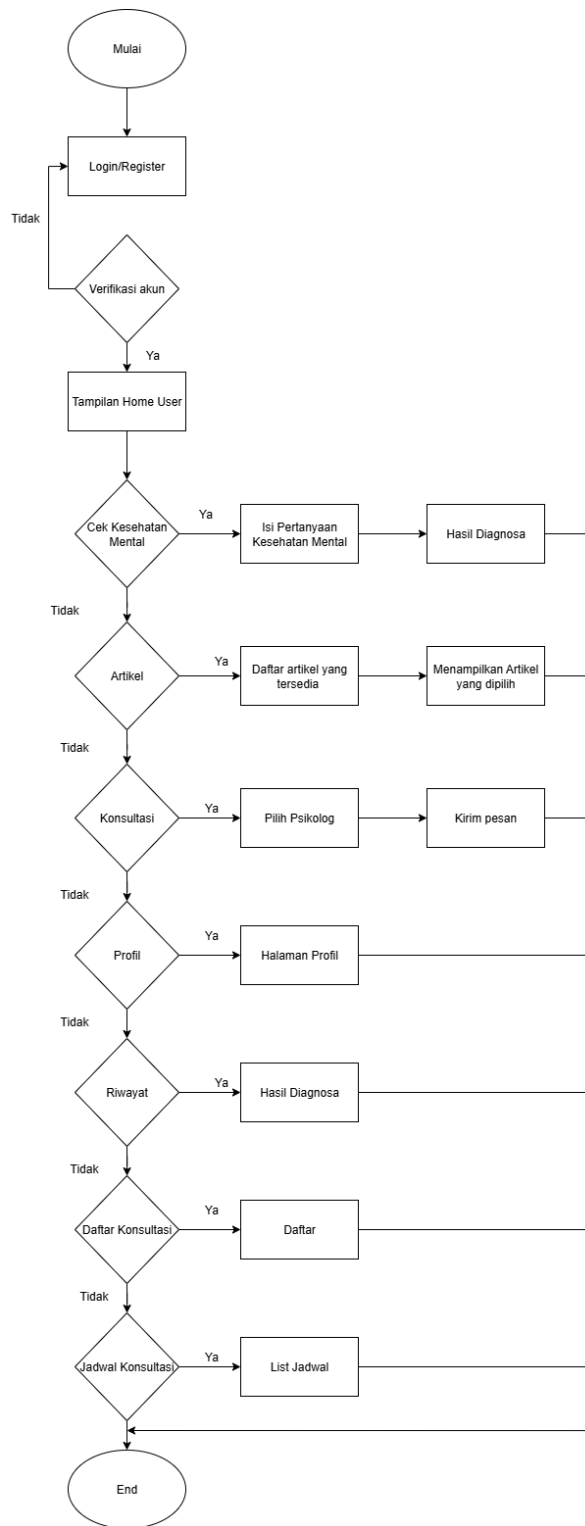 Mulai
Login/Register
Tidak
Verifikasi akun
Ya
Tampilan Home User
Cek Kesehatan
Mental
Ya
Isi Pertanyaan
Kesehatan Mental
Hasil Diagnosa
Tidak
Artikel
Ya
Daftar artikel yang
tersedia
Menampilkan Artikel
yang dipilih
Tidak
Konsultasi
Ya
Pilih Psikolog
Kirim pesan
Tidak
Profil
Ya
Halaman Profil
Tidak
Riwayat
Ya
Hasil Diagnosa
Tidak
Daftar Konsultasi
Ya
Daftar
Tidak
Jadwal Konsultasi
Ya
List Jadwal
End